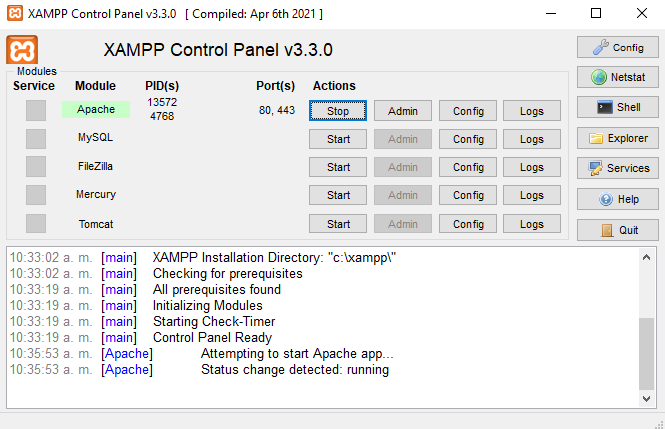 XAMPP Control Panel v3.3.0 [ Compiled: Apr 6th 2021 ]
XAMPP Control Panel v3.3.0
Config
Modules
Service Module PID(s) Port(s) Actions
Netstat
Apache 13572 4768 80, 443 Stop Admin Config Logs
Shell
MySQL Start Admin Config Logs
Explorer
FileZilla Start Admin Config Logs
Services
Mercury Start Admin Config Logs
Help
Tomcat Start Admin Config Logs
Quit
10:33:02 a. m. [main] XAMPP Installation Directory: "c:\xampp\"
10:33:02 a. m. [main] Checking for prerequisites
10:33:19 a. m. [main] All prerequisites found
10:33:19 a. m. [main] Initializing Modules
10:33:19 a. m. [main] Starting Check-Timer
10:33:19 a. m. [main] Control Panel Ready
10:35:53 a. m. [Apache] Attempting to start Apache app...
10:35:53 a. m. [Apache] Status change detected: running